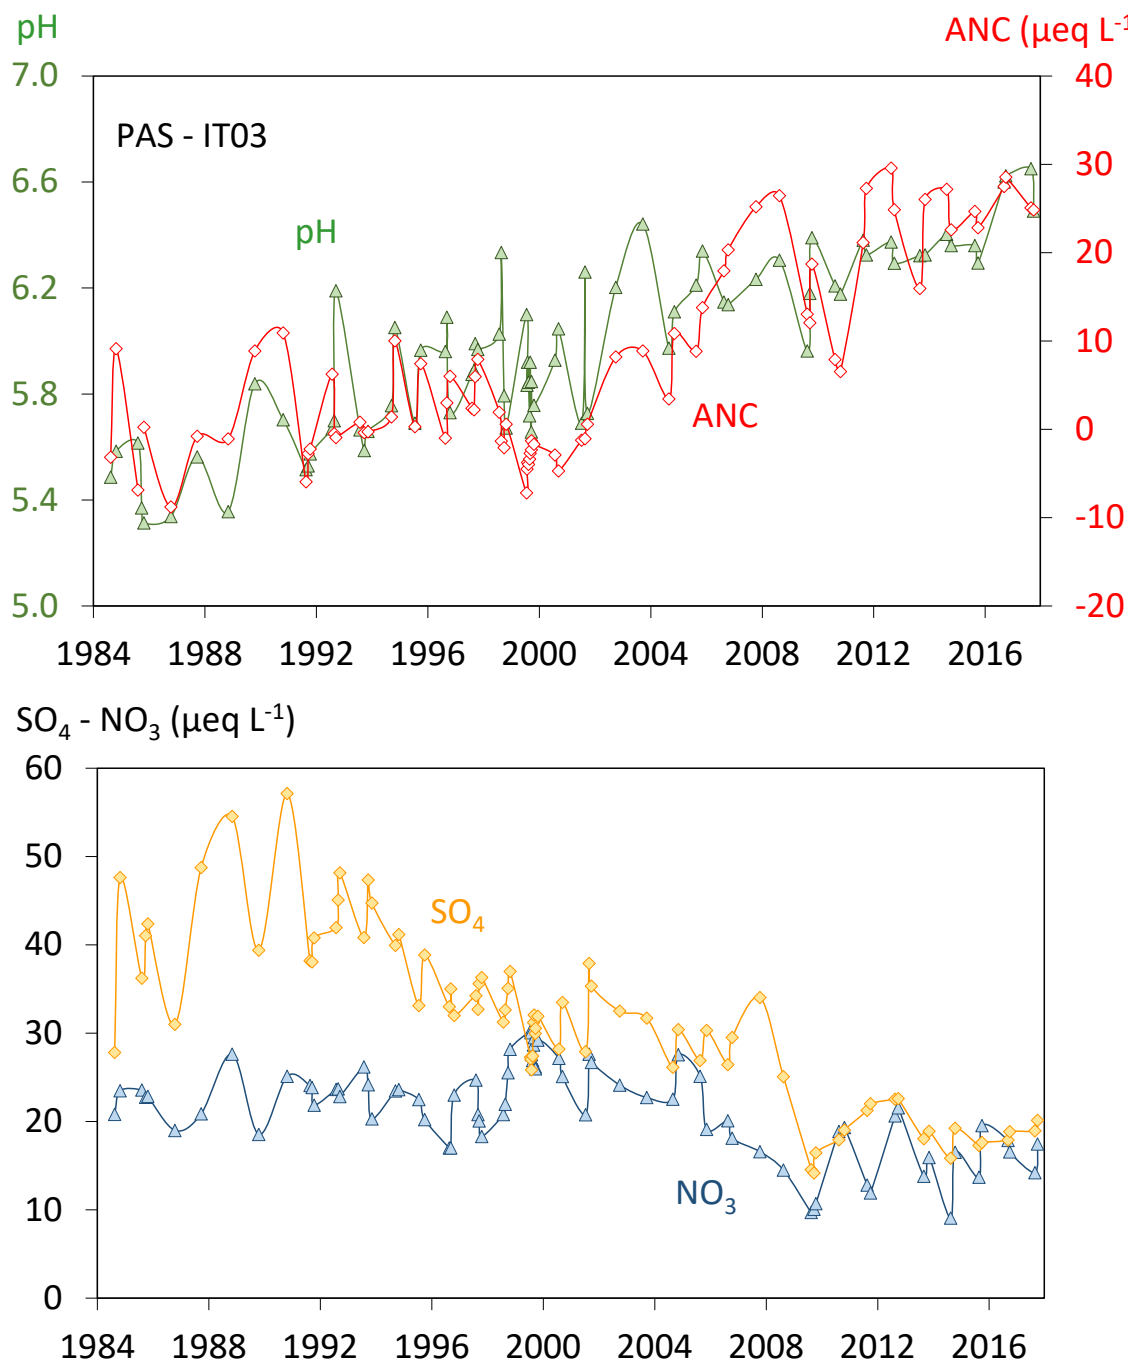 pH
ANC (µeq L-1
7.0
40
PAS - IT03
30
6.6
pH
20
6.2
10
5.8
ANC
0
5.4
-10
5.0
-20
1984 1988 1992 1996 2000 2004 2008 2012 2016
SO4 - NO3 (µeq L-1)
60
50
SO4
40
30
20
NO3
10
0
1984 1988 1992 1996 2000 2004 2008 2012 2016